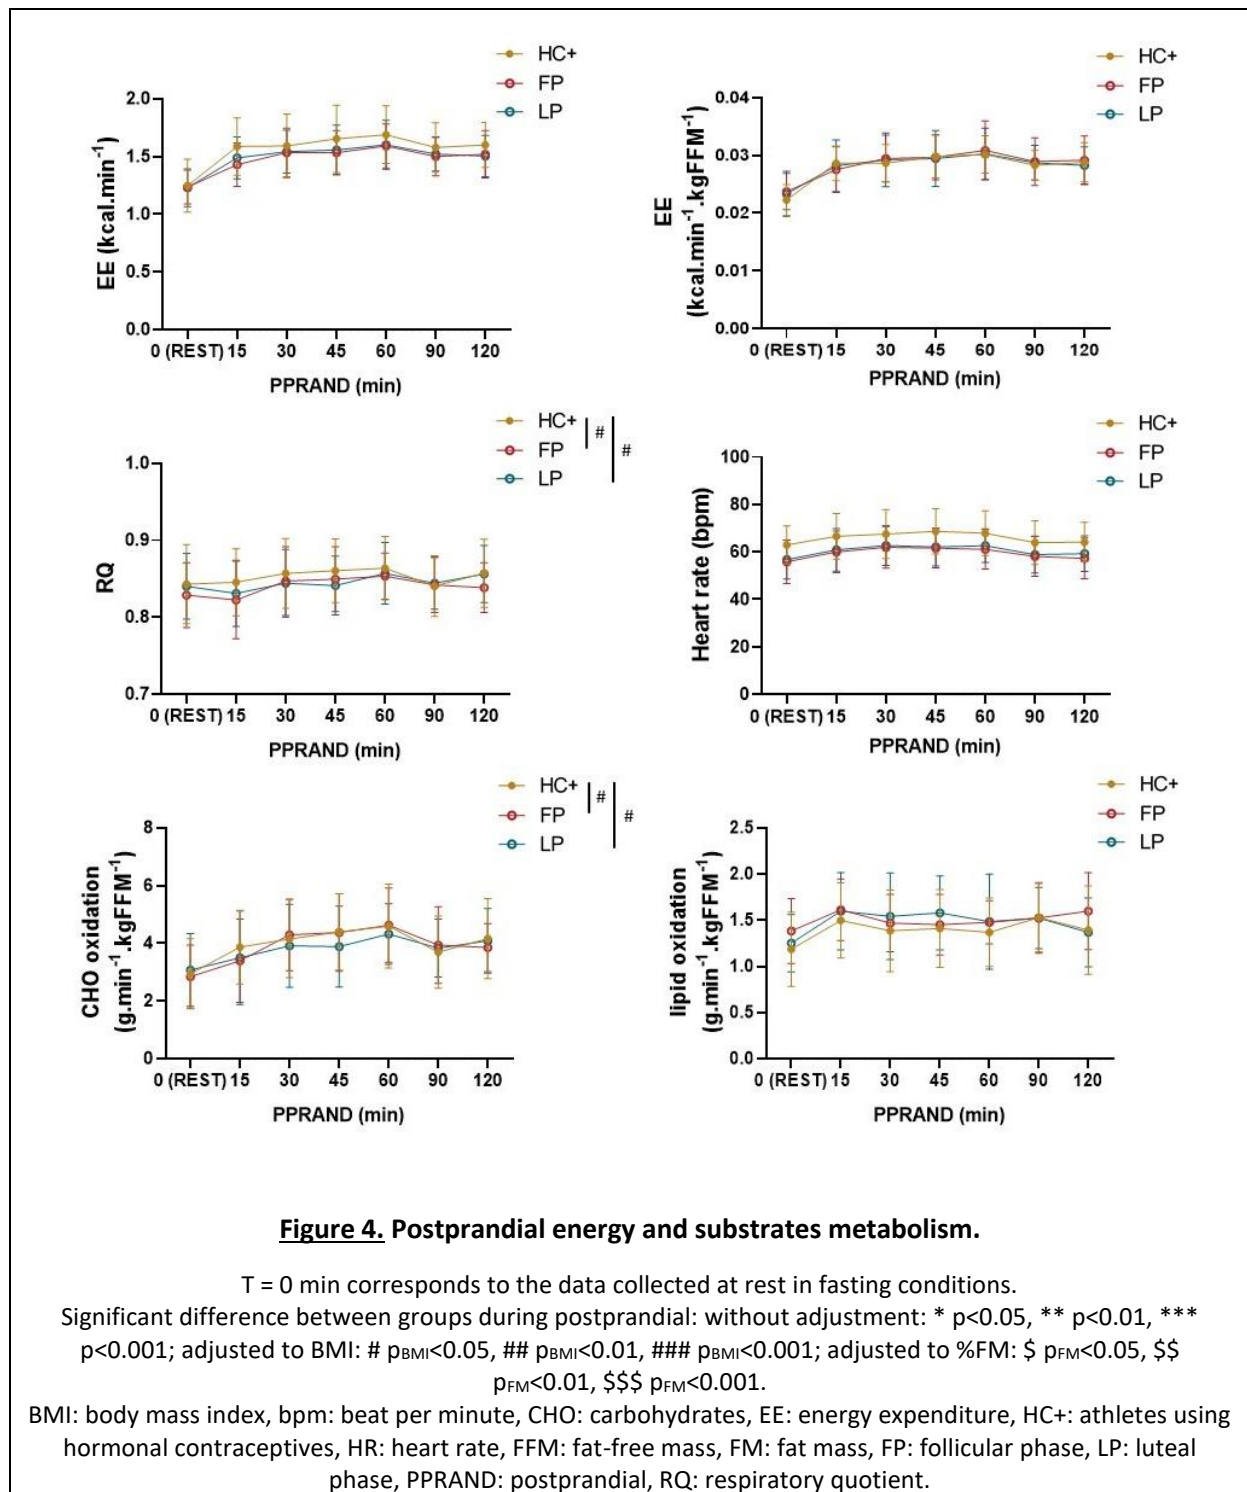 HC+
FP
LP
2.0
1.5
1.0
0.5
0.0
EE (kcal.min⁻¹)
0 (REST) 15 30 45 60 90 120
PPRAND (min)
HC+
FP
LP
0.04
0.03
0.02
0.01
0.00
EE
(kcal.min⁻¹.kgFFM⁻¹)
0 (REST) 15 30 45 60 90 120
PPRAND (min)
HC+
FP
LP
#
#
1.0
0.9
0.8
0.7
RQ
0 (REST) 15 30 45 60 90 120
PPRAND (min)
HC+
FP
LP
100
80
60
40
20
0
Heart rate (bpm)
0 (REST) 15 30 45 60 90 120
PPRAND (min)
HC+
FP
LP
#
#
8
6
4
2
0
CHO oxidation
(g.min⁻¹.kgFFM⁻¹)
0 (REST) 15 30 45 60 90 120
PPRAND (min)
HC+
FP
LP
2.5
2.0
1.5
1.0
0.5
0.0
lipid oxidation
(g.min⁻¹.kgFFM⁻¹)
0 (REST) 15 30 45 60 90 120
PPRAND (min)
Figure 4. Postprandial energy and substrates metabolism.
T = 0 min corresponds to the data collected at rest in fasting conditions.
Significant difference between groups during postprandial: without adjustment: * p<0.05, ** p<0.01, ***
p<0.001; adjusted to BMI: # pBMI<0.05, ## pBMI<0.01, ### pBMI<0.001; adjusted to %FM: $ pFM<0.05, $$
pFM<0.01, $$$ pFM<0.001.
BMI: body mass index, bpm: beat per minute, CHO: carbohydrates, EE: energy expenditure, HC+: athletes using
hormonal contraceptives, HR: heart rate, FFM: fat-free mass, FM: fat mass, FP: follicular phase, LP: luteal
phase, PPRAND: postprandial, RQ: respiratory quotient.